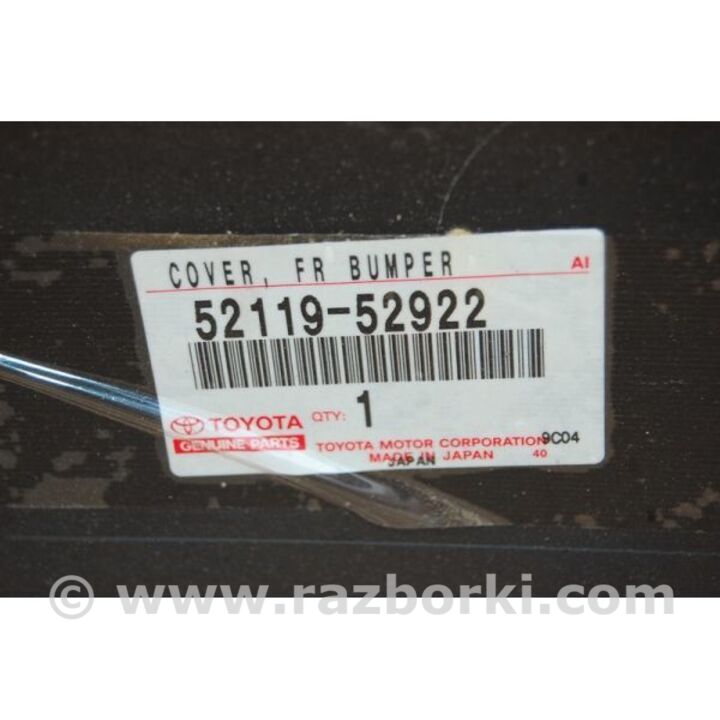 COVER, FR BUMPER AI
52119-52922
TOYOTA QTY: 1
GENUINE PARTS
TOYOTA MOTOR CORPORATION 9C04
MADE IN JAPAN 40
JAPAN
© www.razborki.com